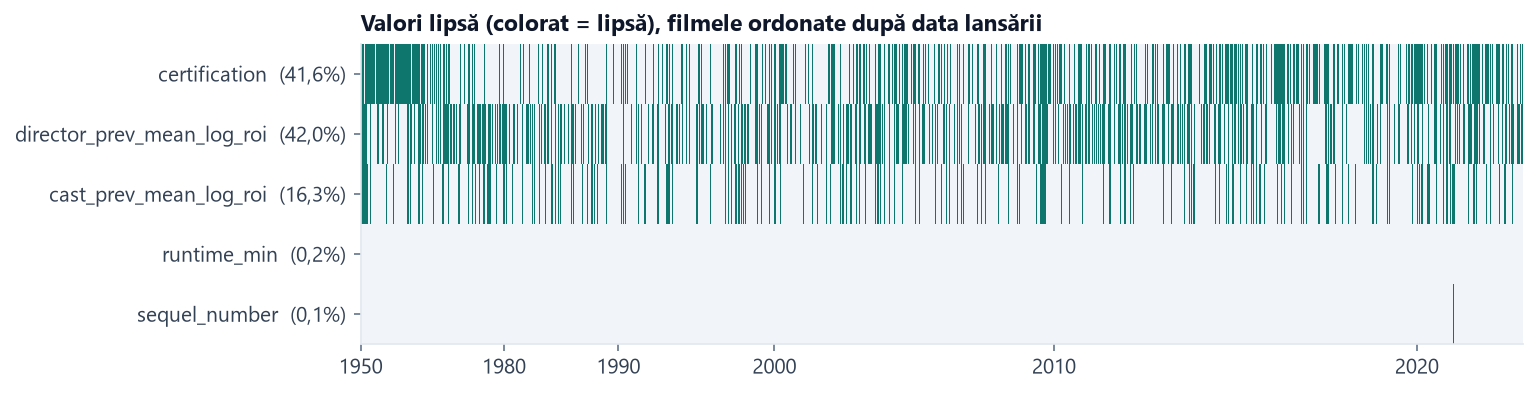 Valori lipsă (colorat = lipsă), filmele ordonate după data lansării
certification (41,6%)
director_prev_mean_log_roi (42,0%)
cast_prev_mean_log_roi (16,3%)
runtime_min (0,2%)
sequel_number (0,1%)
1950 1980 1990 2000 2010 2020